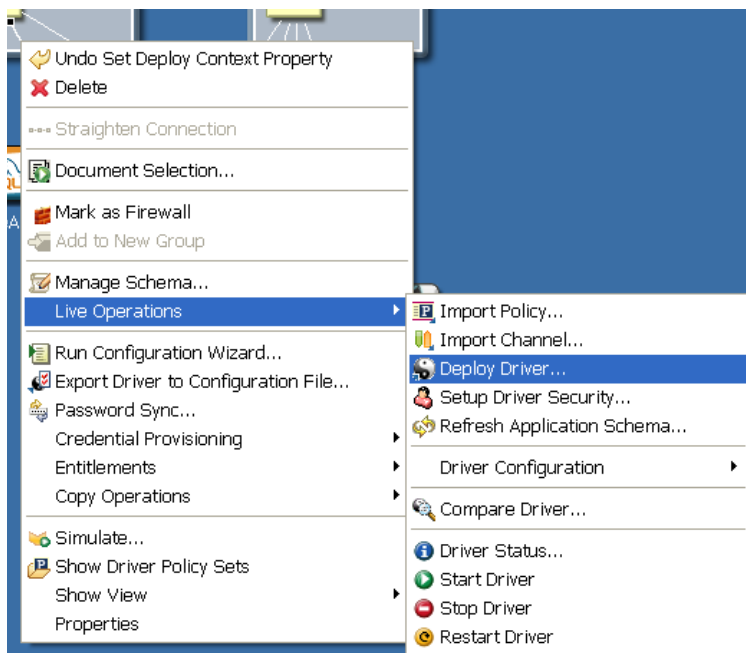 Undo Set Deploy Context Property
Delete
Straighten Connection
Document Selection...
Mark as Firewall
Add to New Group
Manage Schema...
Live Operations
Run Configuration Wizard...
Export Driver to Configuration File...
Password Sync...
Credential Provisioning
Entitlements
Copy Operations
Simulate...
Show Driver Policy Sets
Show View
Properties
Import Policy...
Import Channel...
Deploy Driver...
Setup Driver Security...
Refresh Application Schema...
Driver Configuration
Compare Driver...
Driver Status...
Start Driver
Stop Driver
Restart Driver